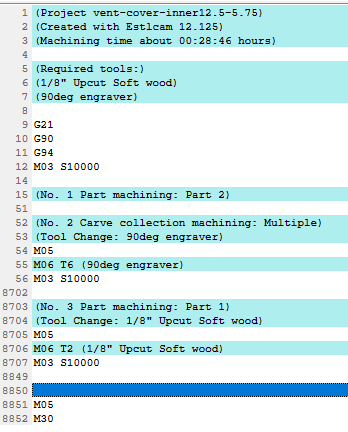 1 (Project vent-cover-inner12.5-5.75)
2 (Created with Estlcam 12.125)
3 (Machining time about 00:28:46 hours)
4
5 (Required tools:)
6 (1/8" Upcut Soft wood)
7 (90deg engraver)
8
9 G21
10 G90
11 G94
12 M03 S10000
14
15 (No. 1 Part machining: Part 2)
51
52 (No. 2 Carve collection machining: Multiple)
53 (Tool Change: 90deg engraver)
54 M05
55 M06 T6 (90deg engraver)
56 M03 S10000
8702
8703 (No. 3 Part machining: Part 1)
8704 (Tool Change: 1/8" Upcut Soft wood)
8705 M05
8706 M06 T2 (1/8" Upcut Soft wood)
8707 M03 S10000
8849
8850
8851 M05
8852 M30